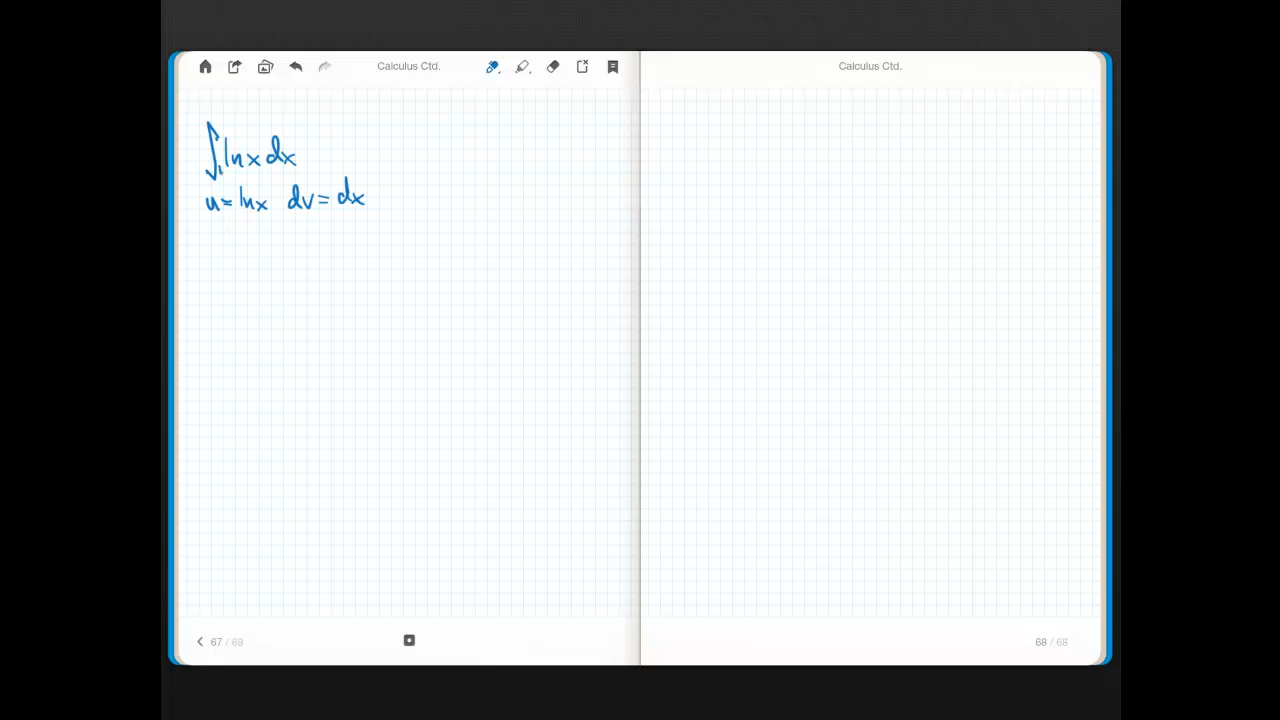 Calculus Ctd.
Calculus Ctd.
∫ ln x dx
u = ln x dv = dx
67 / 68
68 / 68